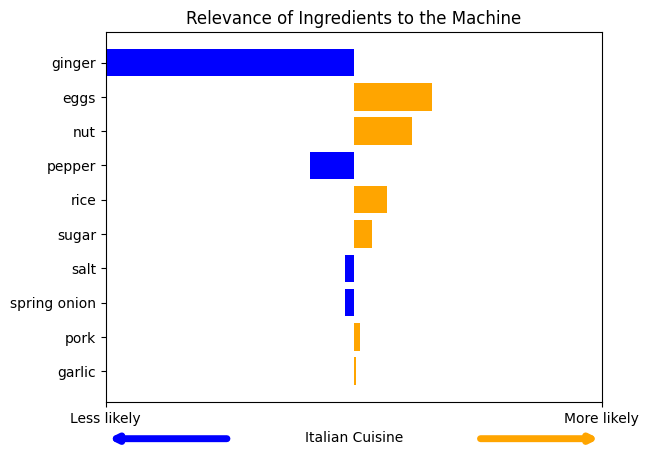 Relevance of Ingredients to the Machine
ginger
eggs
nut
pepper
rice
sugar
salt
spring onion
pork
garlic
Less likely
More likely
Italian Cuisine